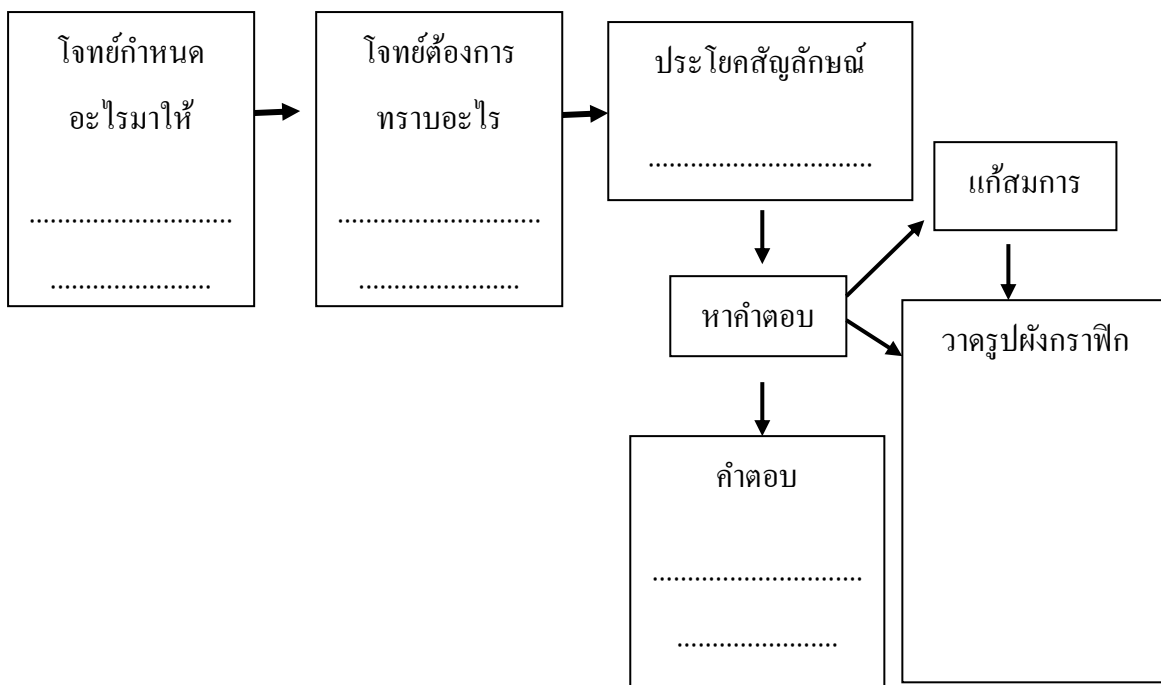 โจทย์กำหนด
อะไรมาให้
.............................
.......................
โจทย์ต้องการ
ทราบอะไร
.............................
.......................
ประโยคสัญลักษณ์
................................
หาคำตอบ
แก้สมการ
วาดรูปผังกราฟิก
คำตอบ
..............................
.......................